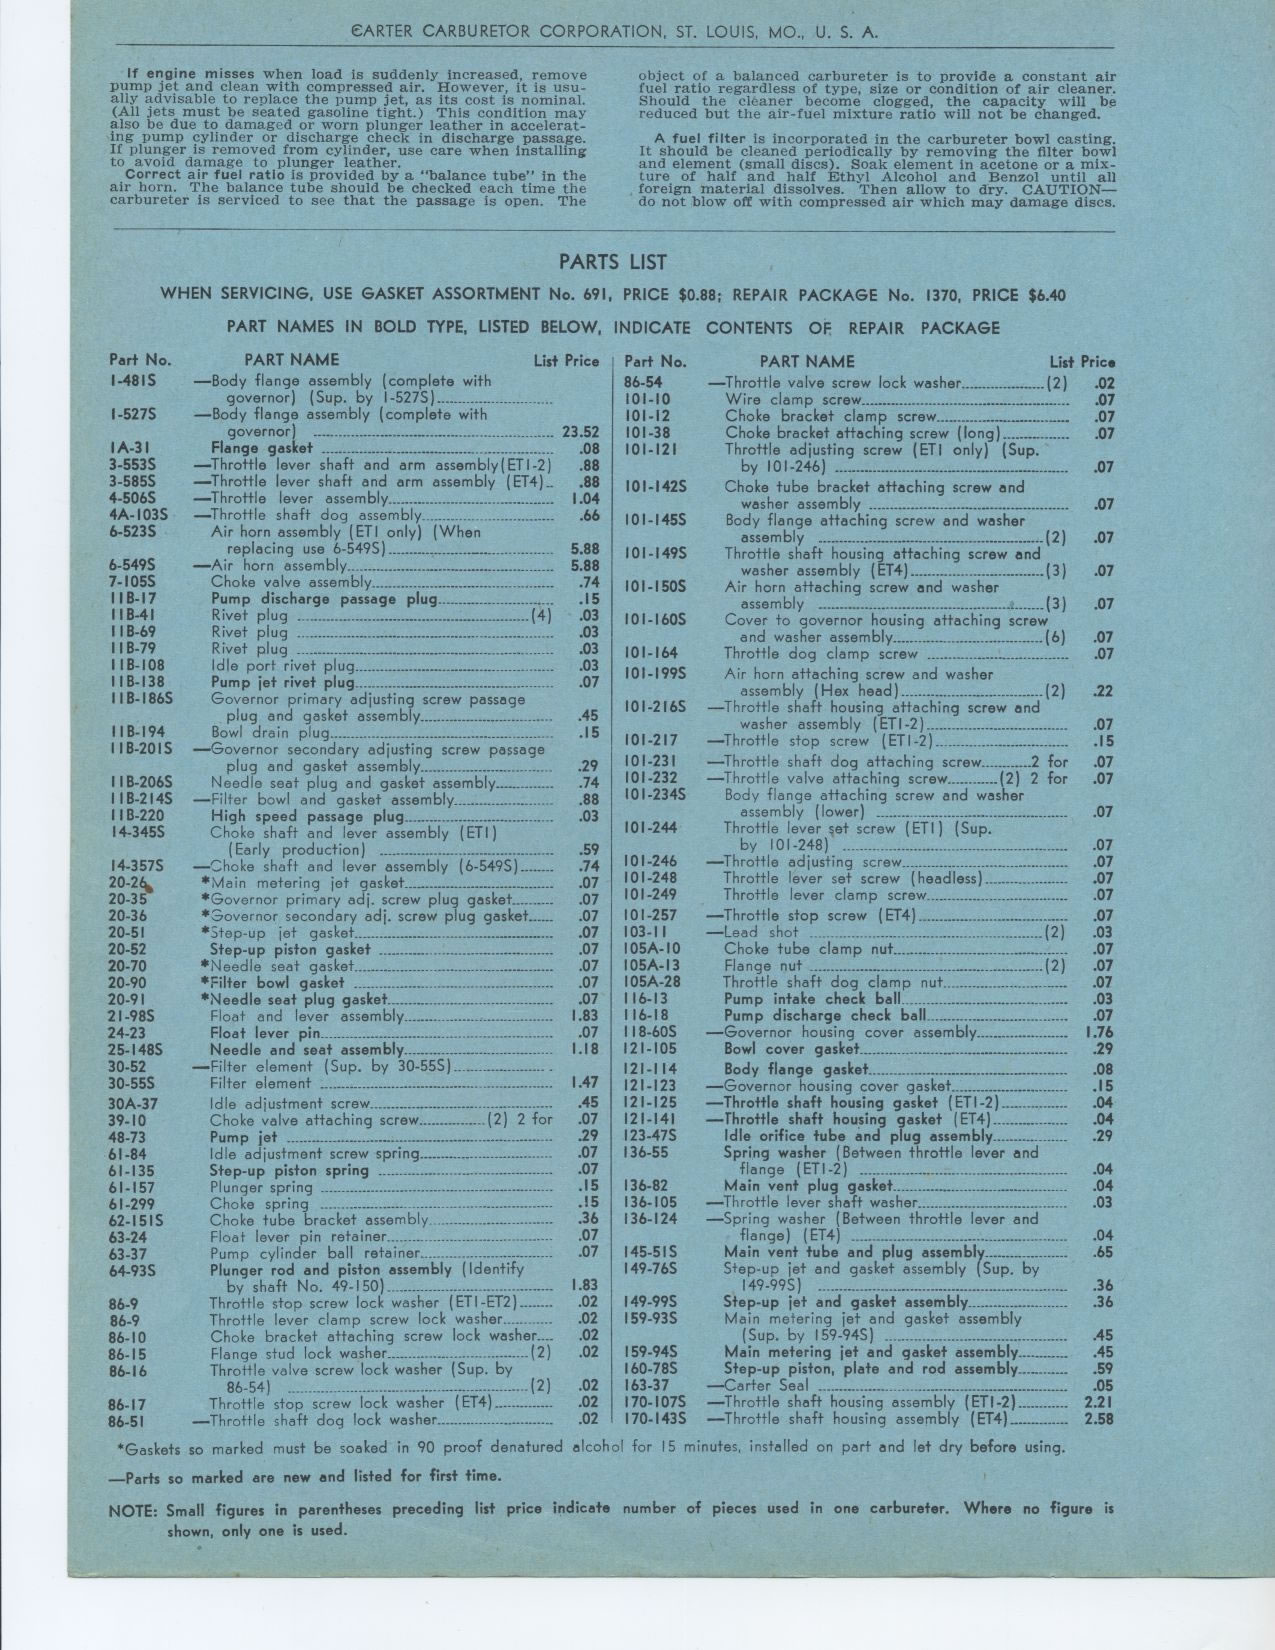 CARTER CARBURETOR CORPORATION, ST. LOUIS, MO., U. S. A.
If engine misses when load is suddenly increased, remove
pump jet and clean with compressed air. However, it is usu-
ally advisable to replace the pump jet, as its cost is nominal.
(All jets must be seated gasoline tight.) This condition may
also be due to damaged or worn plunger leather in accelerat-
ing pump cylinder or discharge check in discharge passage.
If plunger is removed from cylinder, use care when installing
to avoid damage to plunger leather.
Correct air fuel ratio is provided by a "balance tube" in the
air horn. The balance tube should be checked each time the
carbureter is serviced to see that the passage is open. The
object of a balanced carbureter is to provide a constant air
fuel ratio regardless of type, size or condition of air cleaner.
Should the cleaner become clogged, the capacity will be
reduced but the air-fuel mixture ratio will not be changed.
A fuel filter is incorporated in the carbureter bowl casting.
It should be cleaned periodically by removing the filter bowl
and element (small discs). Soak element in acetone or a mix-
ture of half and half Ethyl Alcohol and Benzol until all
foreign material dissolves. Then allow to dry. CAUTION—
do not blow off with compressed air which may damage discs.
PARTS LIST
WHEN SERVICING, USE GASKET ASSORTMENT No. 691, PRICE $0.88; REPAIR PACKAGE No. 1370, PRICE $6.40
PART NAMES IN BOLD TYPE, LISTED BELOW, INDICATE CONTENTS OF REPAIR PACKAGE
Part No. PART NAME List Price
1-481S —Body flange assembly (complete with
governor) (Sup. by 1-527S)
1-527S —Body flange assembly (complete with
governor) 23.52
1A-31 Flange gasket .08
3-553S —Throttle lever shaft and arm assembly(ET1-2) .88
3-585S —Throttle lever shaft and arm assembly (ET4) .88
4-506S —Throttle lever assembly 1.04
4A-103S —Throttle shaft dog assembly .66
6-523S Air horn assembly (ET1 only) (When
replacing use 6-549S) 5.88
6-549S —Air horn assembly 5.88
7-105S Choke valve assembly .74
11B-17 Pump discharge passage plug .15
11B-41 Rivet plug (4) .03
11B-69 Rivet plug .03
11B-79 Rivet plug .03
11B-108 Idle port rivet plug .03
11B-138 Pump jet rivet plug .07
11B-186S Governor primary adjusting screw passage
plug and gasket assembly .45
11B-194 Bowl drain plug .15
11B-201S —Governor secondary adjusting screw passage
plug and gasket assembly .29
11B-206S Needle seat plug and gasket assembly .74
11B-214S —Filter bowl and gasket assembly .88
11B-220 High speed passage plug .03
14-345S Choke shaft and lever assembly (ET1)
(Early production) .59
14-357S —Choke shaft and lever assembly (6-549S) .74
20-26 *Main metering jet gasket .07
20-35 *Governor primary adj. screw plug gasket .07
20-36 *Governor secondary adj. screw plug gasket .07
20-51 *Step-up jet gasket .07
20-52 Step-up piston gasket .07
20-70 *Needle seat gasket .07
20-90 *Filter bowl gasket .07
20-91 *Needle seat plug gasket .07
21-98S Float and lever assembly 1.83
24-23 Float lever pin .07
25-148S Needle and seat assembly 1.18
30-52 —Filter element (Sup. by 30-55S)
30-55S Filter element 1.47
30A-37 Idle adjustment screw .45
39-10 Choke valve attaching screw (2) 2 for .07
48-73 Pump jet .29
61-84 Idle adjustment screw spring .07
61-135 Step-up piston spring .07
61-157 Plunger spring .15
61-299 Choke spring .15
62-151S Choke tube bracket assembly .36
63-24 Float lever pin retainer .07
63-37 Pump cylinder ball retainer .07
64-93S Plunger rod and piston assembly (Identify
by shaft No. 49-150) 1.83
86-9 Throttle stop screw lock washer (ET1-ET2) .02
86-9 Throttle lever clamp screw lock washer .02
86-10 Choke bracket attaching screw lock washer .02
86-15 Flange stud lock washer (2) .02
86-16 Throttle valve screw lock washer (Sup. by
86-54) (2) .02
86-17 Throttle stop screw lock washer (ET4) .02
86-51 —Throttle shaft dog lock washer .02
Part No. PART NAME List Price
86-54 —Throttle valve screw lock washer (2) .02
101-10 Wire clamp screw .07
101-12 Choke bracket clamp screw .07
101-38 Choke bracket attaching screw (long) .07
101-121 Throttle adjusting screw (ET1 only) (Sup.
by 101-246) .07
101-142S Choke tube bracket attaching screw and
washer assembly .07
101-145S Body flange attaching screw and washer
assembly (2) .07
101-149S Throttle shaft housing attaching screw and
washer assembly (ET4) (3) .07
101-150S Air horn attaching screw and washer
assembly (3) .07
101-160S Cover to governor housing attaching screw
and washer assembly (6) .07
101-164 Throttle dog clamp screw .07
101-199S Air horn attaching screw and washer
assembly (Hex head) (2) .22
101-216S —Throttle shaft housing attaching screw and
washer assembly (ET1-2) .07
101-217 —Throttle stop screw (ET1-2) .15
101-231 —Throttle shaft dog attaching screw 2 for .07
101-232 —Throttle valve attaching screw (2) 2 for .07
101-234S Body flange attaching screw and washer
assembly (lower) .07
101-244 Throttle lever set screw (ET1) (Sup.
by 101-248) .07
101-246 —Throttle adjusting screw .07
101-248 Throttle lever set screw (headless) .07
101-249 Throttle lever clamp screw .07
101-257 —Throttle stop screw (ET4) .07
103-11 —Lead shot (2) .03
105A-10 Choke tube clamp nut .07
105A-13 Flange nut (2) .07
105A-28 Throttle shaft dog clamp nut .07
116-13 Pump intake check ball .03
116-18 Pump discharge check ball .07
118-60S —Governor housing cover assembly 1.76
121-105 Bowl cover gasket .29
121-114 Body flange gasket .08
121-123 —Governor housing cover gasket .15
121-125 —Throttle shaft housing gasket (ET1-2) .04
121-141 —Throttle shaft housing gasket (ET4) .04
123-47S Idle orifice tube and plug assembly .29
136-55 Spring washer (Between throttle lever and
flange (ET1-2) .04
136-82 Main vent plug gasket .04
136-105 —Throttle lever shaft washer .03
136-124 —Spring washer (Between throttle lever and
flange) (ET4) .04
145-51S Main vent tube and plug assembly .65
149-76S Step-up jet and gasket assembly (Sup. by
149-99S) .36
149-99S Step-up jet and gasket assembly .36
159-93S Main metering jet and gasket assembly
(Sup. by 159-94S) .45
159-94S Main metering jet and gasket assembly .45
160-78S Step-up piston, plate and rod assembly .59
163-37 —Carter Seal .05
170-107S —Throttle shaft housing assembly (ET1-2) 2.21
170-143S —Throttle shaft housing assembly (ET4) 2.58
*Gaskets so marked must be soaked in 90 proof denatured alcohol for 15 minutes, installed on part and let dry before using.
—Parts so marked are new and listed for first time.
NOTE: Small figures in parentheses preceding list price indicate number of pieces used in one carbureter. Where no figure is
shown, only one is used.